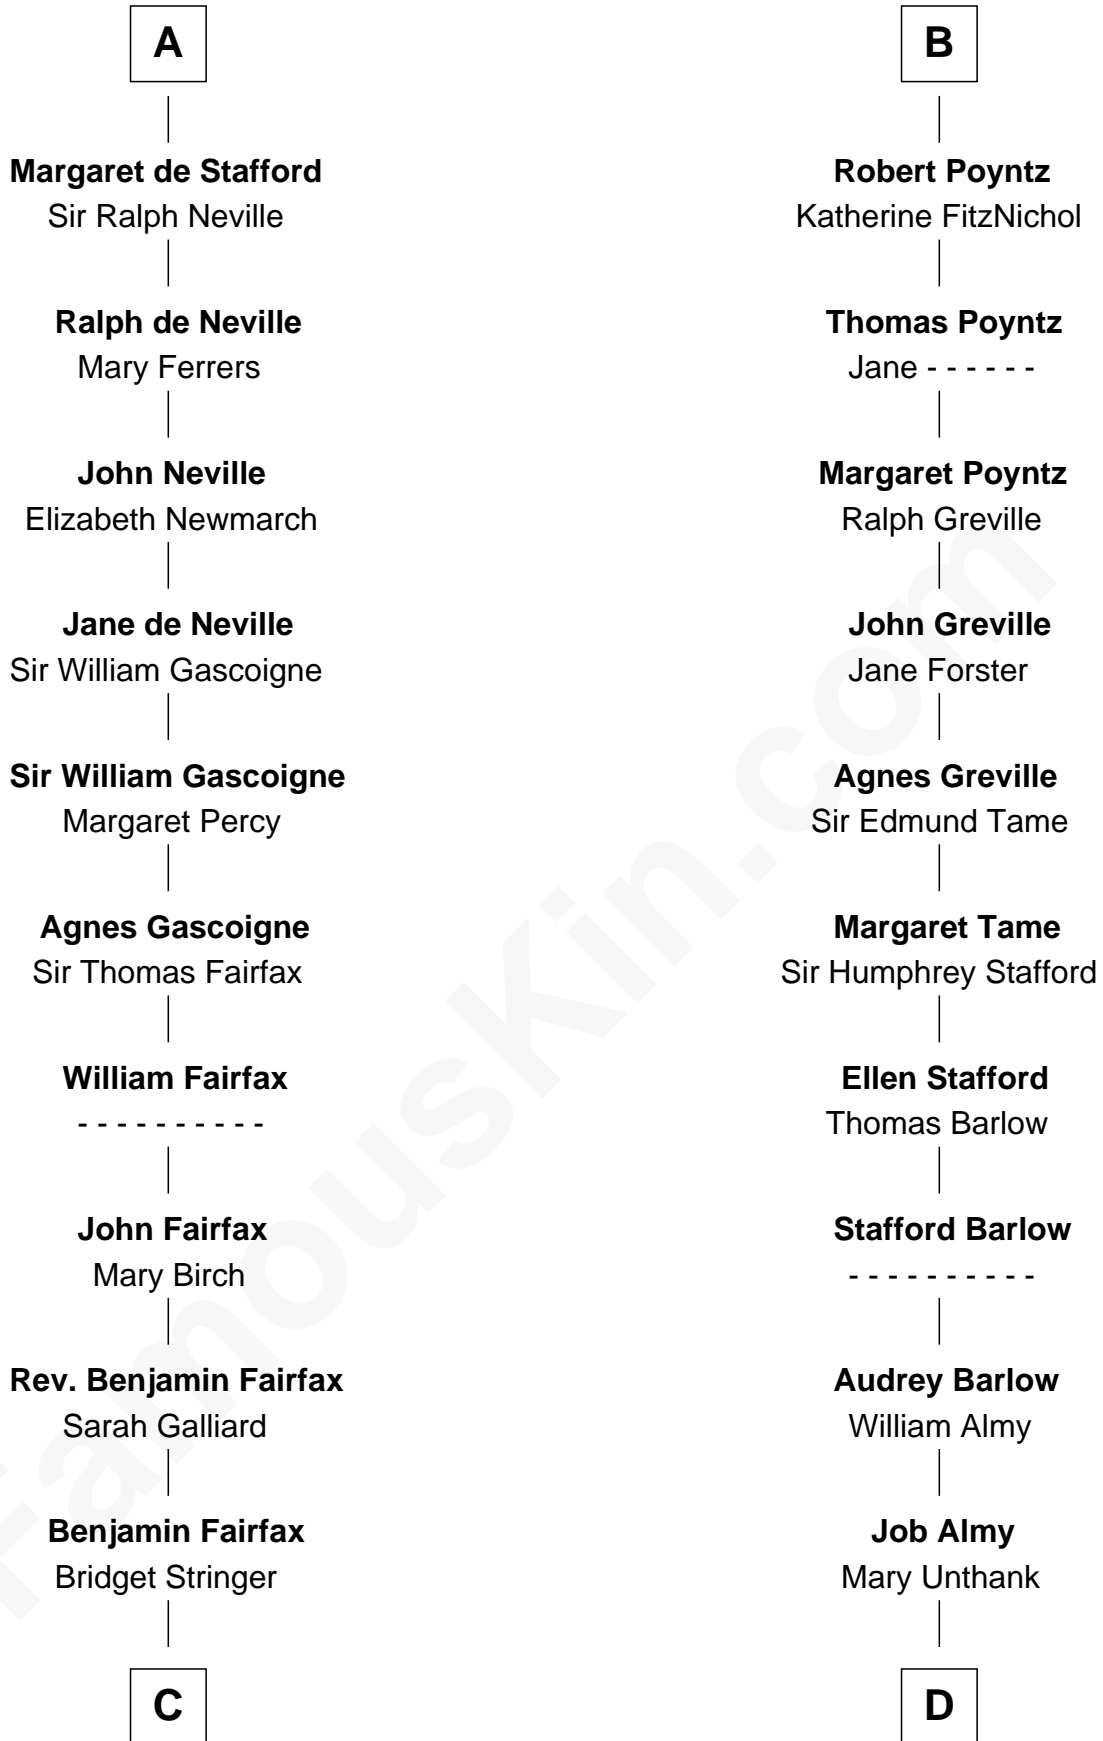 A
Margaret de Stafford
Sir Ralph Neville
Ralph de Neville
Mary Ferrers
John Neville
Elizabeth Newmarch
Jane de Neville
Sir William Gascoigne
Sir William Gascoigne
Margaret Percy
Agnes Gascoigne
Sir Thomas Fairfax
William Fairfax
- - - - - - - - - -
John Fairfax
Mary Birch
Rev. Benjamin Fairfax
Sarah Galliard
Benjamin Fairfax
Bridget Stringer
C
B
Robert Poyntz
Katherine FitzNichol
Thomas Poyntz
Jane - - - - - -
Margaret Poyntz
Ralph Greville
John Greville
Jane Forster
Agnes Greville
Sir Edmund Tame
Margaret Tame
Sir Humphrey Stafford
Ellen Stafford
Thomas Barlow
Stafford Barlow
- - - - - - - - - -
Audrey Barlow
William Almy
Job Almy
Mary Unthank
D
FamousKin.com